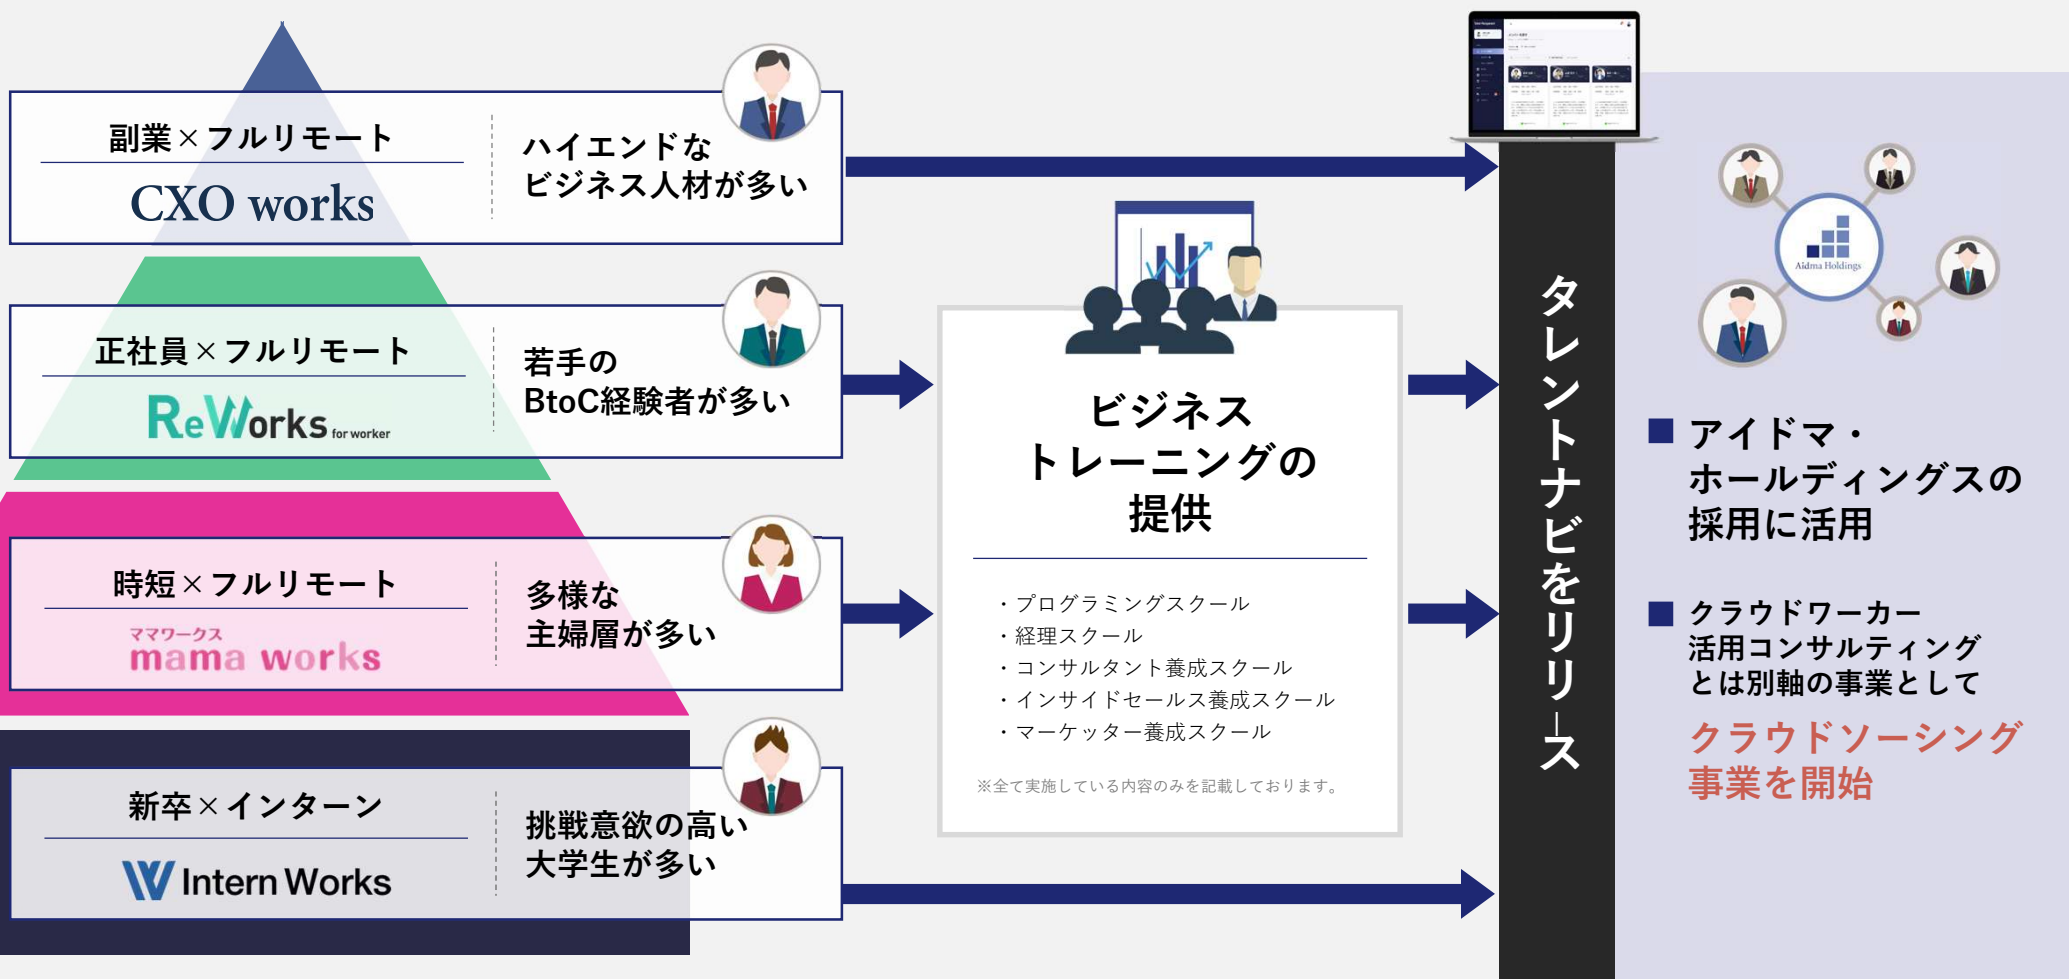 副業×フルリモート
CXO works
ハイエンドな
ビジネス人材が多い
正社員×フルリモート
ReWorks for worker
若手の
BtoC経験者が多い
時短×フルリモート
ママワークス
mama works
多様な
主婦層が多い
新卒×インターン
Intern Works
挑戦意欲の高い
大学生が多い
ビジネス
トレーニングの
提供
・プログラミングスクール
・経理スクール
・コンサルタント養成スクール
・インサイドセールス養成スクール
・マーケッター養成スクール
※全て実施している内容のみを記載しております。
タレントナビをリリース
Aidma Holdings
■ アイドマ・
ホールディングスの
採用に活用
■ クラウドワーカー
活用コンサルティング
とは別軸の事業として
クラウドソーシング
事業を開始